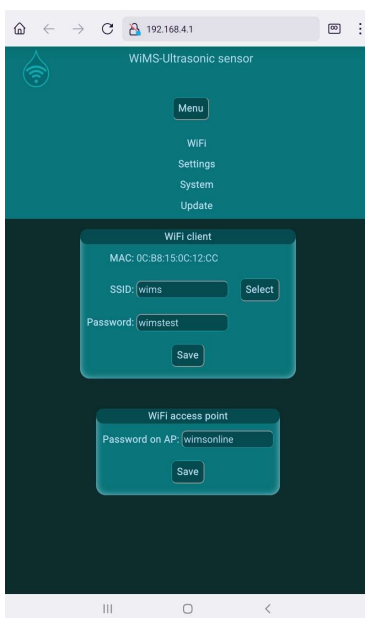 192.168.4.1
WiMS-Ultrasonic sensor
Menu
WiFi
Settings
System
Update
WiFi client
MAC: 0C:B8:15:0C:12:CC
SSID: wims Select
Password: wimstest
Save
WiFi access point
Password on AP: wimsonline
Save